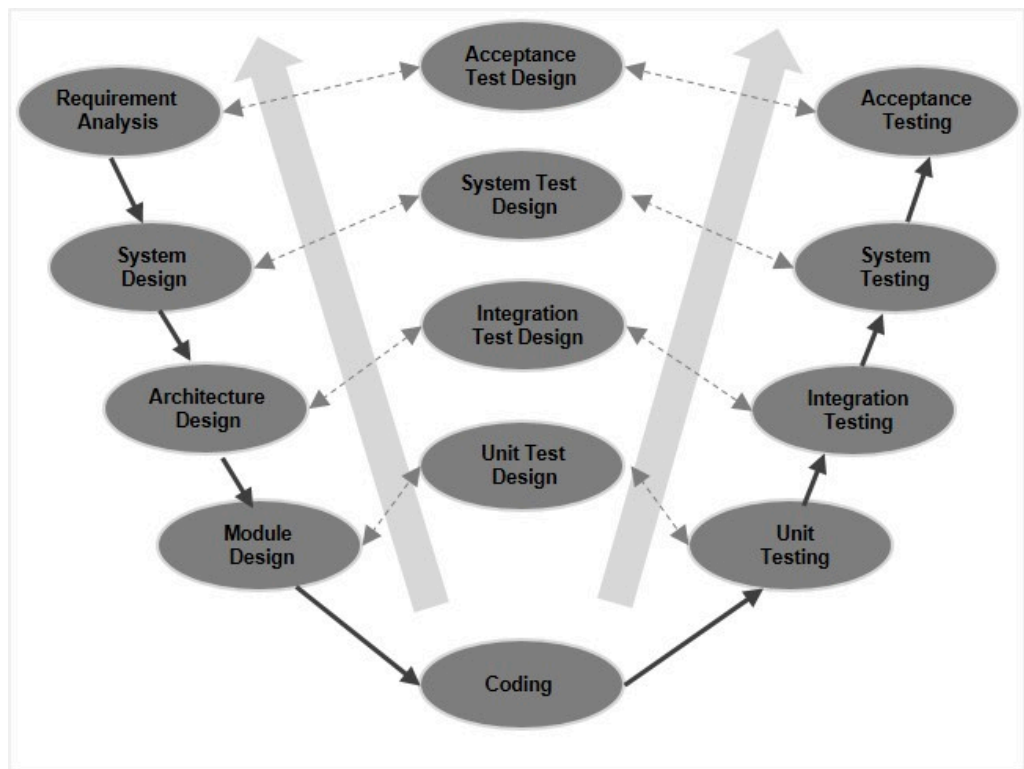 Acceptance
Test Design
Requirement
Analysis
Acceptance
Testing
System Test
Design
System
Design
System
Testing
Integration
Test Design
Architecture
Design
Integration
Testing
Unit Test
Design
Module
Design
Unit
Testing
Coding